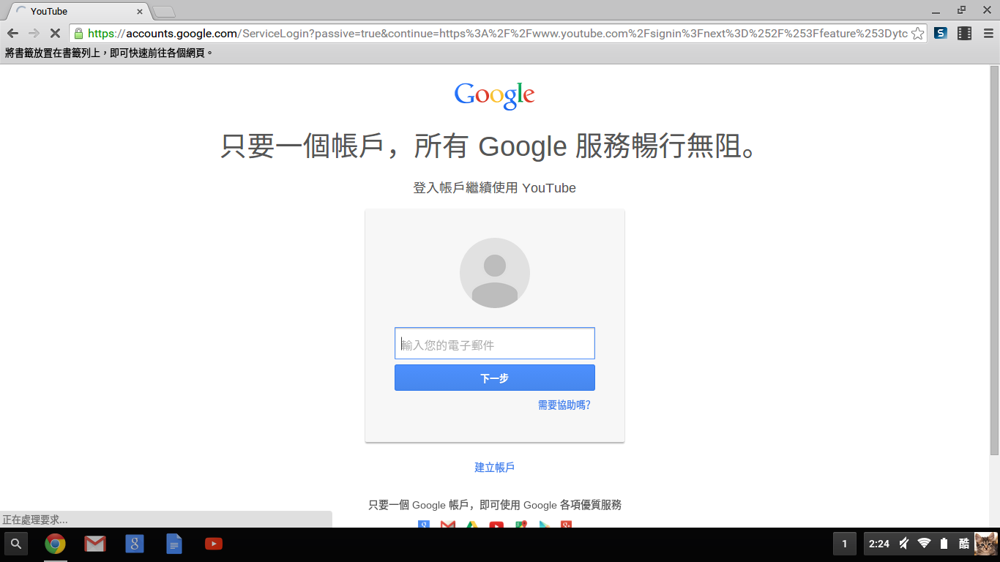 YouTube
https://accounts.google.com/ServiceLogin?passive=true&continue=https%3A%2F%2Fwww.youtube.com%2Fsignin%3Fnext%3D%252F%253Ffeature%253Dytc
將書籤放置在書籤列上，即可快速前往各個網頁。
Google
只要一個帳戶，所有 Google 服務暢行無阻。
登入帳戶繼續使用 YouTube
輸入您的電子郵件
下一步
需要協助嗎?
建立帳戶
只要一個 Google 帳戶，即可使用 Google 各項優質服務
正在處理要求...
1
2:24
酷